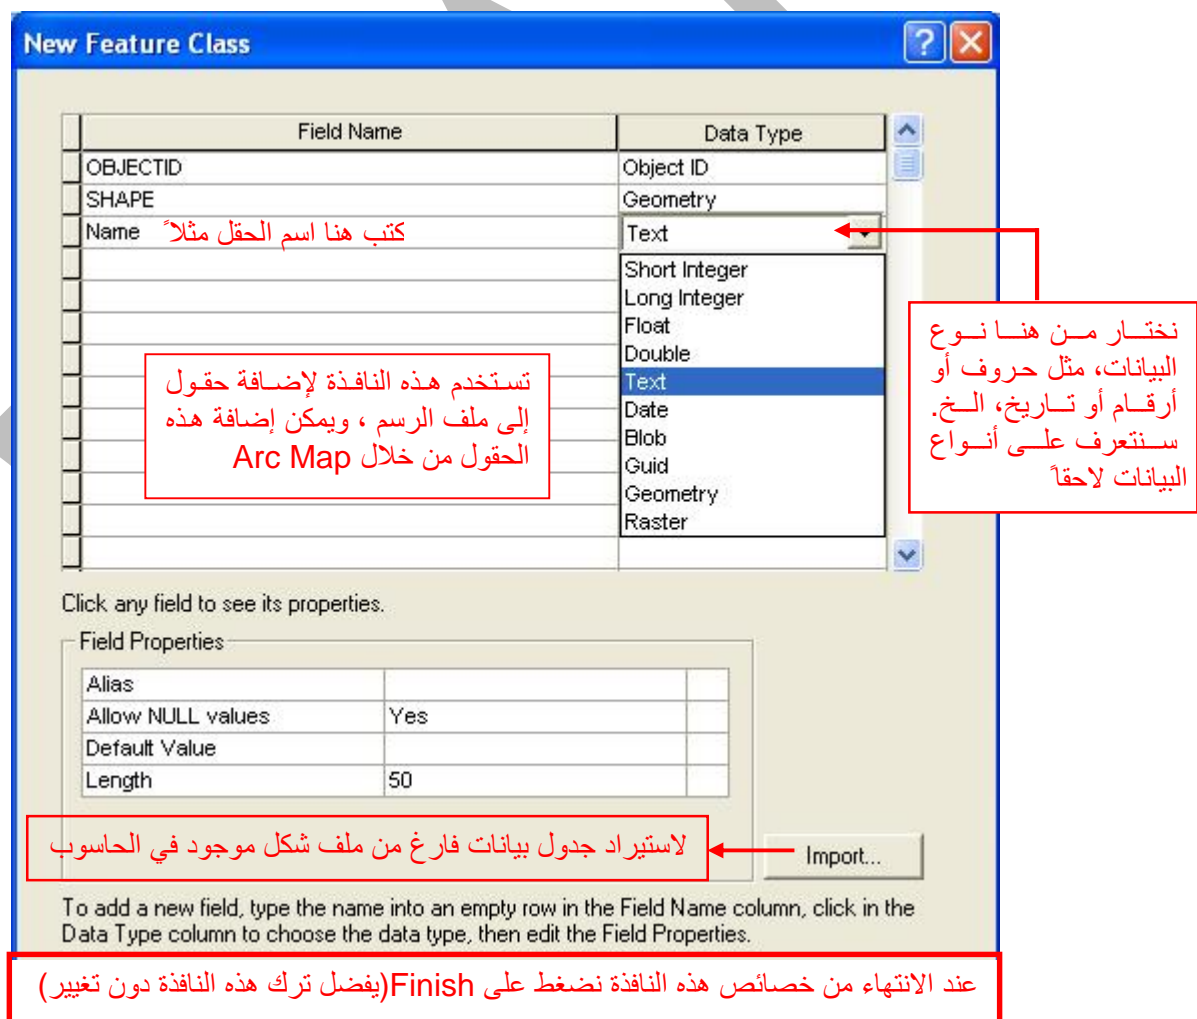 New Feature Class
Field Name Data Type
OBJECTID Object ID
SHAPE Geometry
Name كتب هنا اسم الحقل مثلا ً Text
Short Integer
Long Integer
Float
Double
Text
Date
Blob
Guid
Geometry
Raster
نختار من هنا نوع
البيانات، مثل حروف أو
أرقام أو تاريخ، الخ.
سنتعرف على أنواع
البيانات لاحقاً
تستخدم هذه النافذة لإضافة حقول
إلى ملف الرسم ، ويمكن إضافة هذه
الحقول من خلال Arc Map
Click any field to see its properties.
Field Properties
Alias
Allow NULL values Yes
Default Value
Length 50
لاستيراد جدول بيانات فارغ من ملف شكل موجود في الحاسوب
Import...
To add a new field, type the name into an empty row in the Field Name column, click in the
Data Type column to choose the data type, then edit the Field Properties.
عند الانتهاء من خصائص هذه النافذة نضغط على Finish(يفضل ترك هذه النافذة دون تغيير)